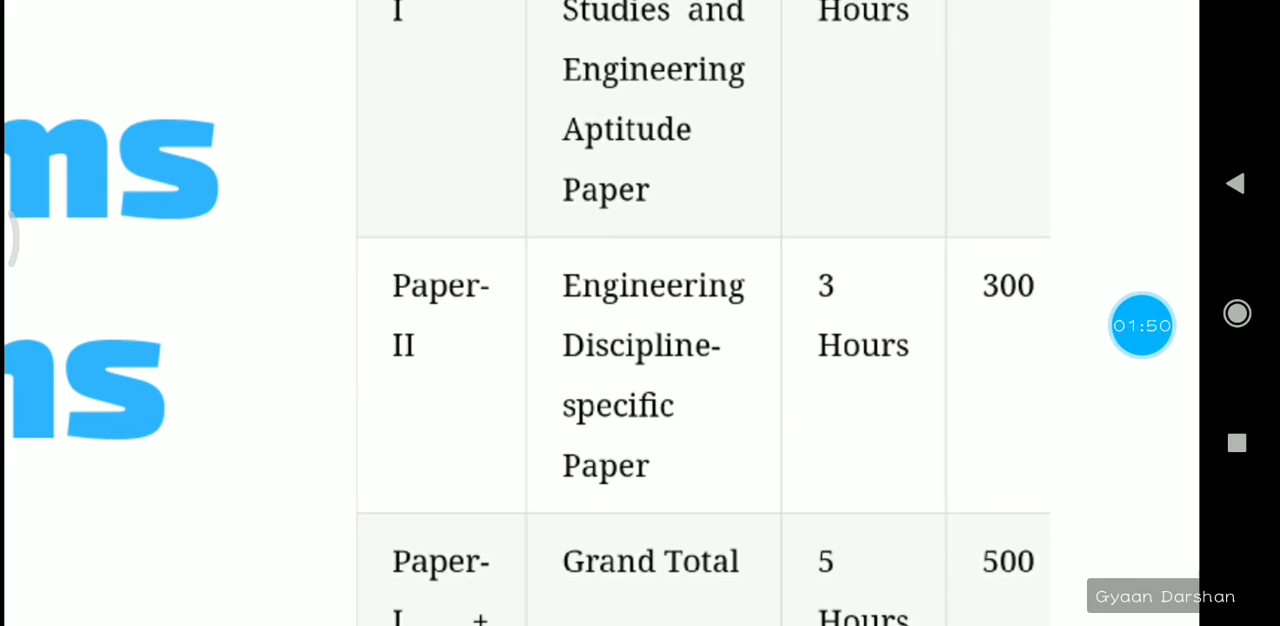 I
Studies and
Hours
Engineering
Aptitude
Paper
ms
ns
Paper-
II
Engineering
Discipline-
specific
Paper
3
Hours
300
01:50
Paper-
I +
Grand Total
5
Hours
500
Gyaan Darshan